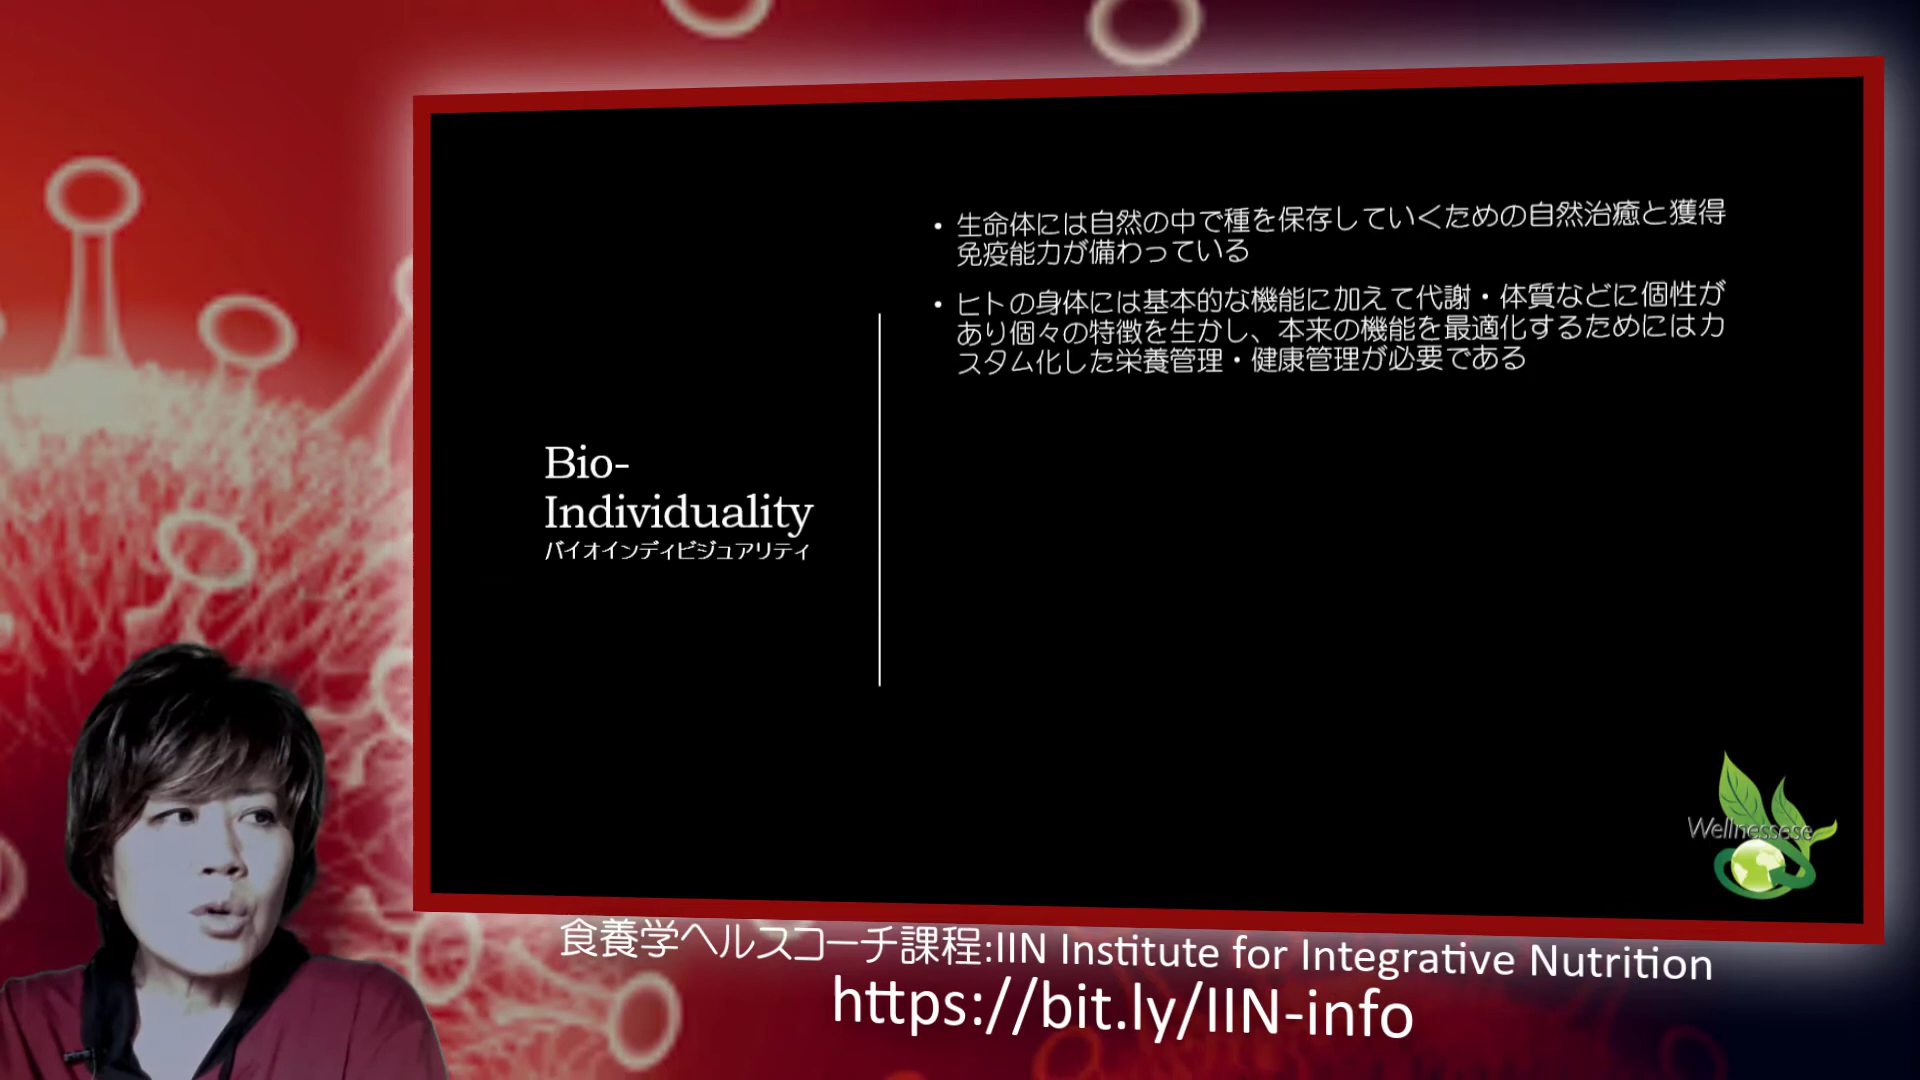 Bio-
Individuality
バイオインディビジュアリティ
• 生命体には自然の中で種を保存していくための自然治癒と獲得
免疫能力が備わっている
• ヒトの身体には基本的な機能に加えて代謝・体質などに個性が
あり個々の特徴を生かし、本来の機能を最適化するためにはカ
スタム化した栄養管理・健康管理が必要である
Wellnessese
食養学ヘルスコーチ課程:IIN Institute for Integrative Nutrition
https://bit.ly/IIN-info